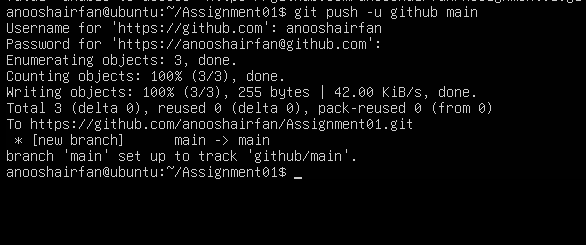 anooshairfan@ubuntu:~/Assignment01$ git push -u github main
Username for 'https://github.com': anooshairfan
Password for 'https://anooshairfan@github.com':
Enumerating objects: 3, done.
Counting objects: 100% (3/3), done.
Writing objects: 100% (3/3), 255 bytes | 42.00 KiB/s, done.
Total 3 (delta 0), reused 0 (delta 0), pack-reused 0 (from 0)
To https://github.com/anooshairfan/Assignment01.git
 * [new branch]      main -> main
branch 'main' set up to track 'github/main'.
anooshairfan@ubuntu:~/Assignment01$ _